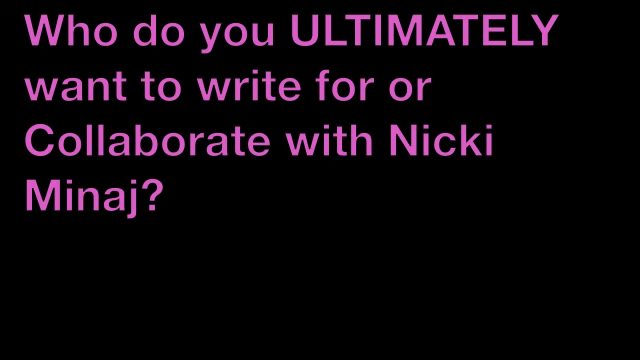 Who do you ULTIMATELY
want to write for or
Collaborate with Nicki
Minaj?